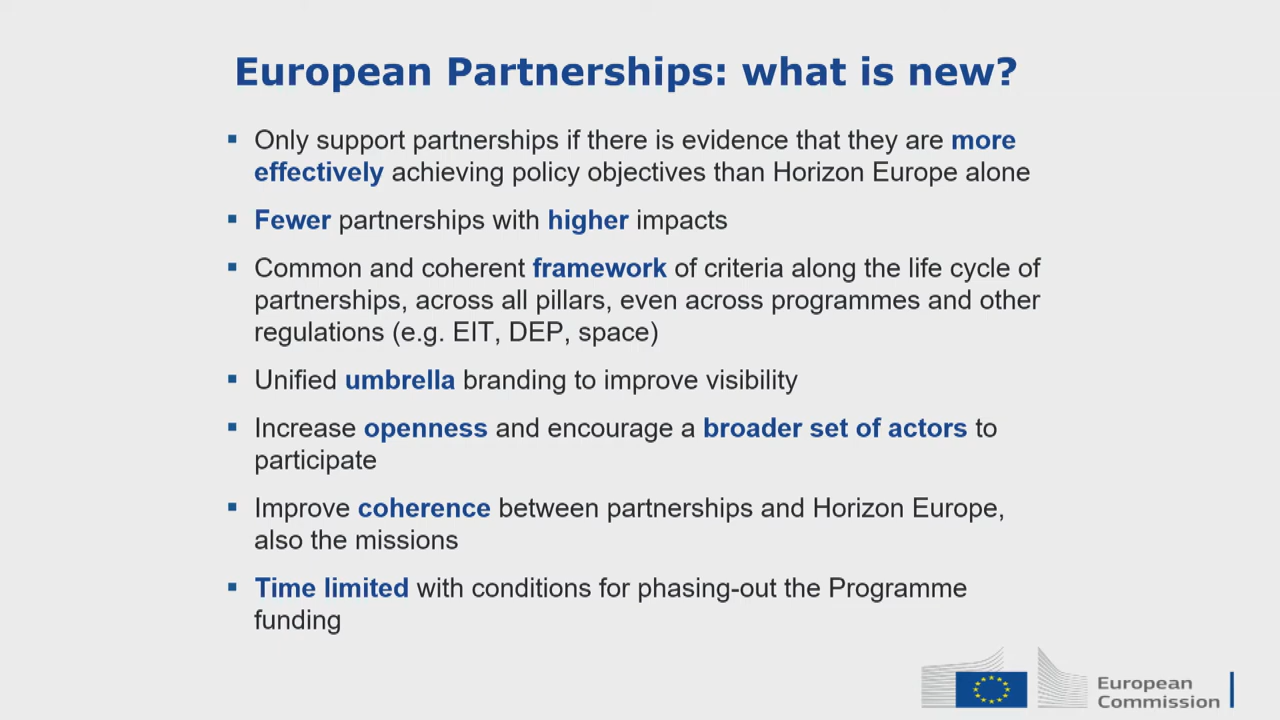 European Partnerships: what is new?
▪ Only support partnerships if there is evidence that they are more
effectively achieving policy objectives than Horizon Europe alone
▪ Fewer partnerships with higher impacts
▪ Common and coherent framework of criteria along the life cycle of
partnerships, across all pillars, even across programmes and other
regulations (e.g. EIT, DEP, space)
▪ Unified umbrella branding to improve visibility
▪ Increase openness and encourage a broader set of actors to
participate
▪ Improve coherence between partnerships and Horizon Europe,
also the missions
▪ Time limited with conditions for phasing-out the Programme
funding
European
Commission